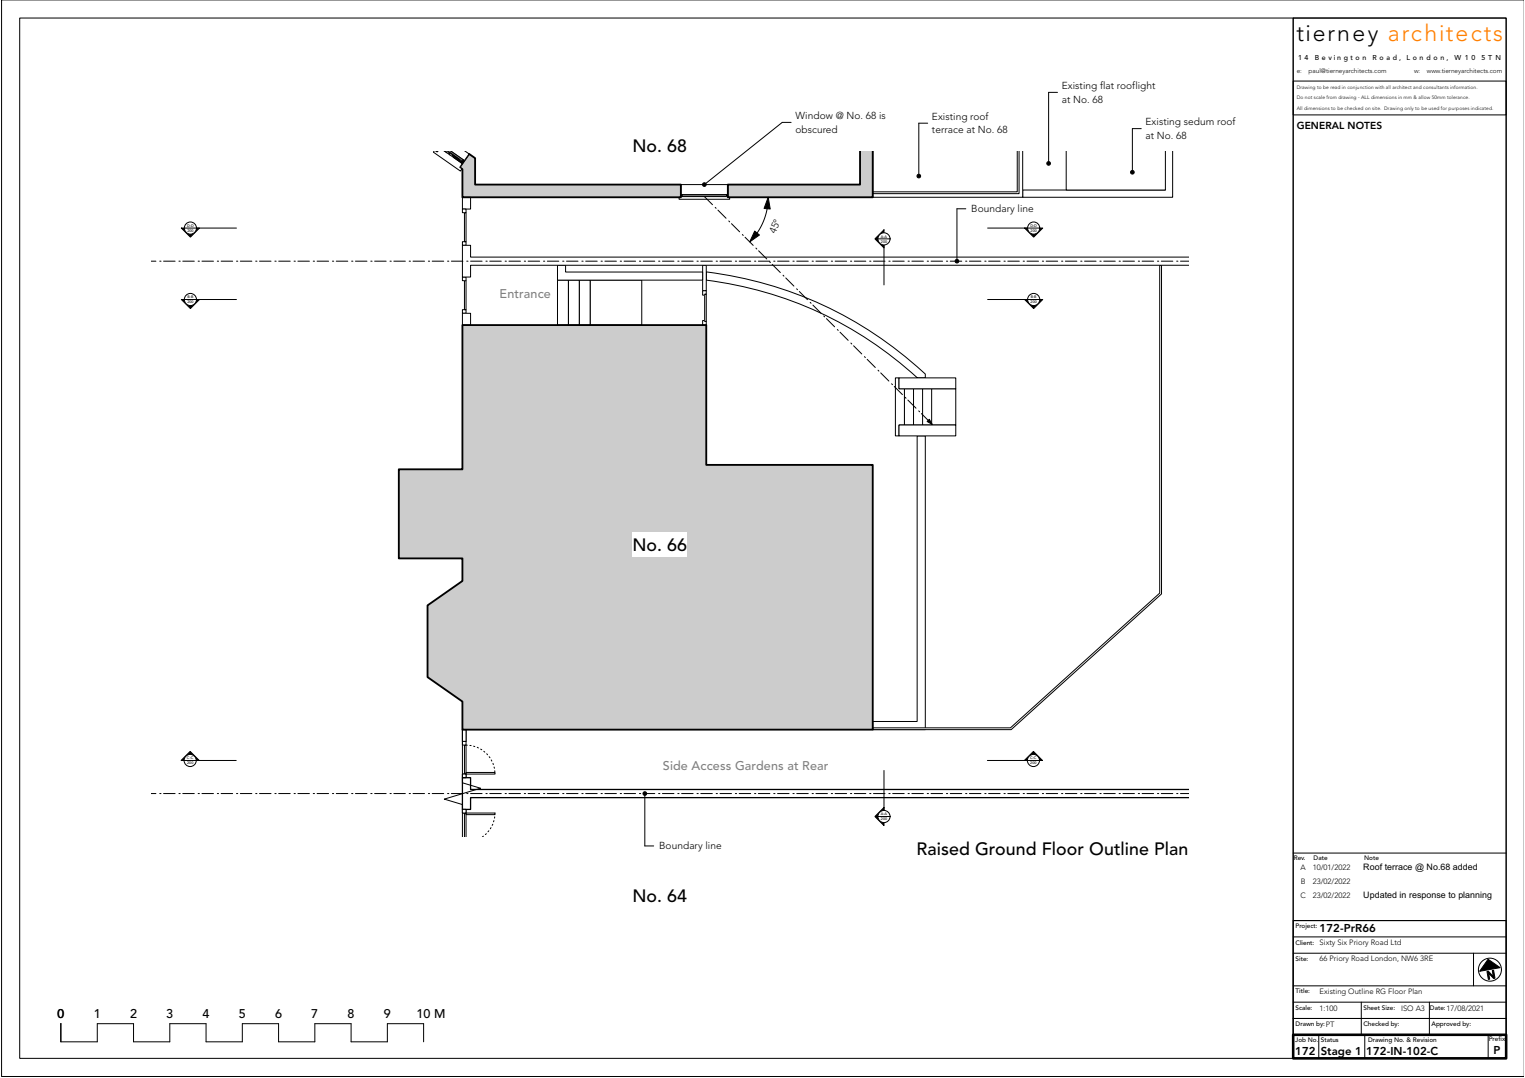 tierney architects
14 Bevington Road, London, W10 5TN
e: paul@tierneyarchitects.com w: www.tierneyarchitects.com
Drawing to be read in conjunction with all architect and consultants information.
Do not scale from drawing - ALL dimensions in mm & allow 50mm tolerance.
All dimensions to be checked on site. Drawing only to be used for purposes indicated.
GENERAL NOTES
Existing flat rooflight
at No. 68
Window @ No. 68 is
obscured
Existing roof
terrace at No. 68
Existing sedum roof
at No. 68
No. 68
Boundary line
45°
Entrance
No. 66
Side Access Gardens at Rear
Boundary line
Raised Ground Floor Outline Plan
No. 64
0 1 2 3 4 5 6 7 8 9 10 M
Rev. Date Note
A 10/01/2022 Roof terrace @ No.68 added
B 23/02/2022
C 23/02/2022 Updated in response to planning
Project: 172-PrR66
Client: Sixty Six Priory Road Ltd
Site: 66 Priory Road London, NW6 3RE
N
Title: Existing Outline RG Floor Plan
Scale: 1:100 Sheet Size: ISO A3 Date: 17/08/2021
Drawn by: PT Checked by: Approved by:
Job No. Status Drawing No. & Revision Prefix
172 Stage 1 172-IN-102-C P